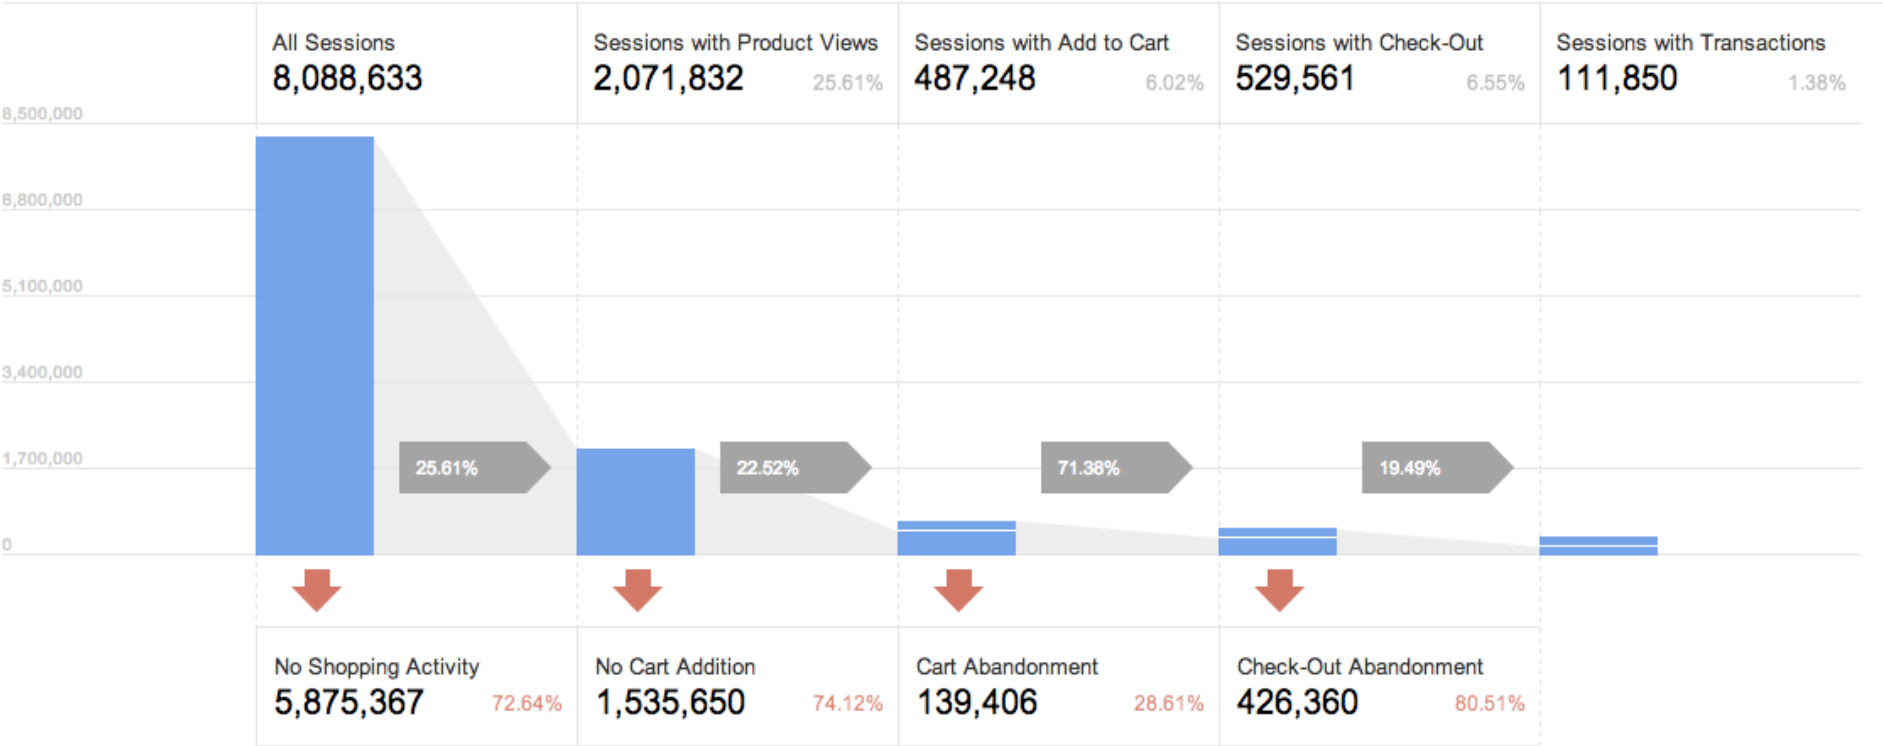 All Sessions
8,088,633
Sessions with Product Views
2,071,832 25.61%
Sessions with Add to Cart
487,248 6.02%
Sessions with Check-Out
529,561 6.55%
Sessions with Transactions
111,850 1.38%
8,500,000
6,800,000
5,100,000
3,400,000
1,700,000
0
25.61%
22.52%
71.38%
19.49%
No Shopping Activity
5,875,367 72.64%
No Cart Addition
1,535,650 74.12%
Cart Abandonment
139,406 28.61%
Check-Out Abandonment
426,360 80.51%